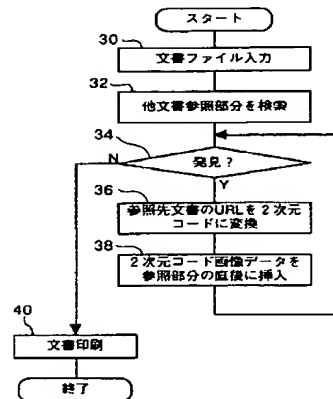 スタート
30
文書ファイル入力
32
他文書参照部分を検索
34
発見？
N
Y
36
参照先文書のURLを2次元
コードに変換
38
2次元コード画像データを
参照部分の直後に挿入
40
文書印刷
終了